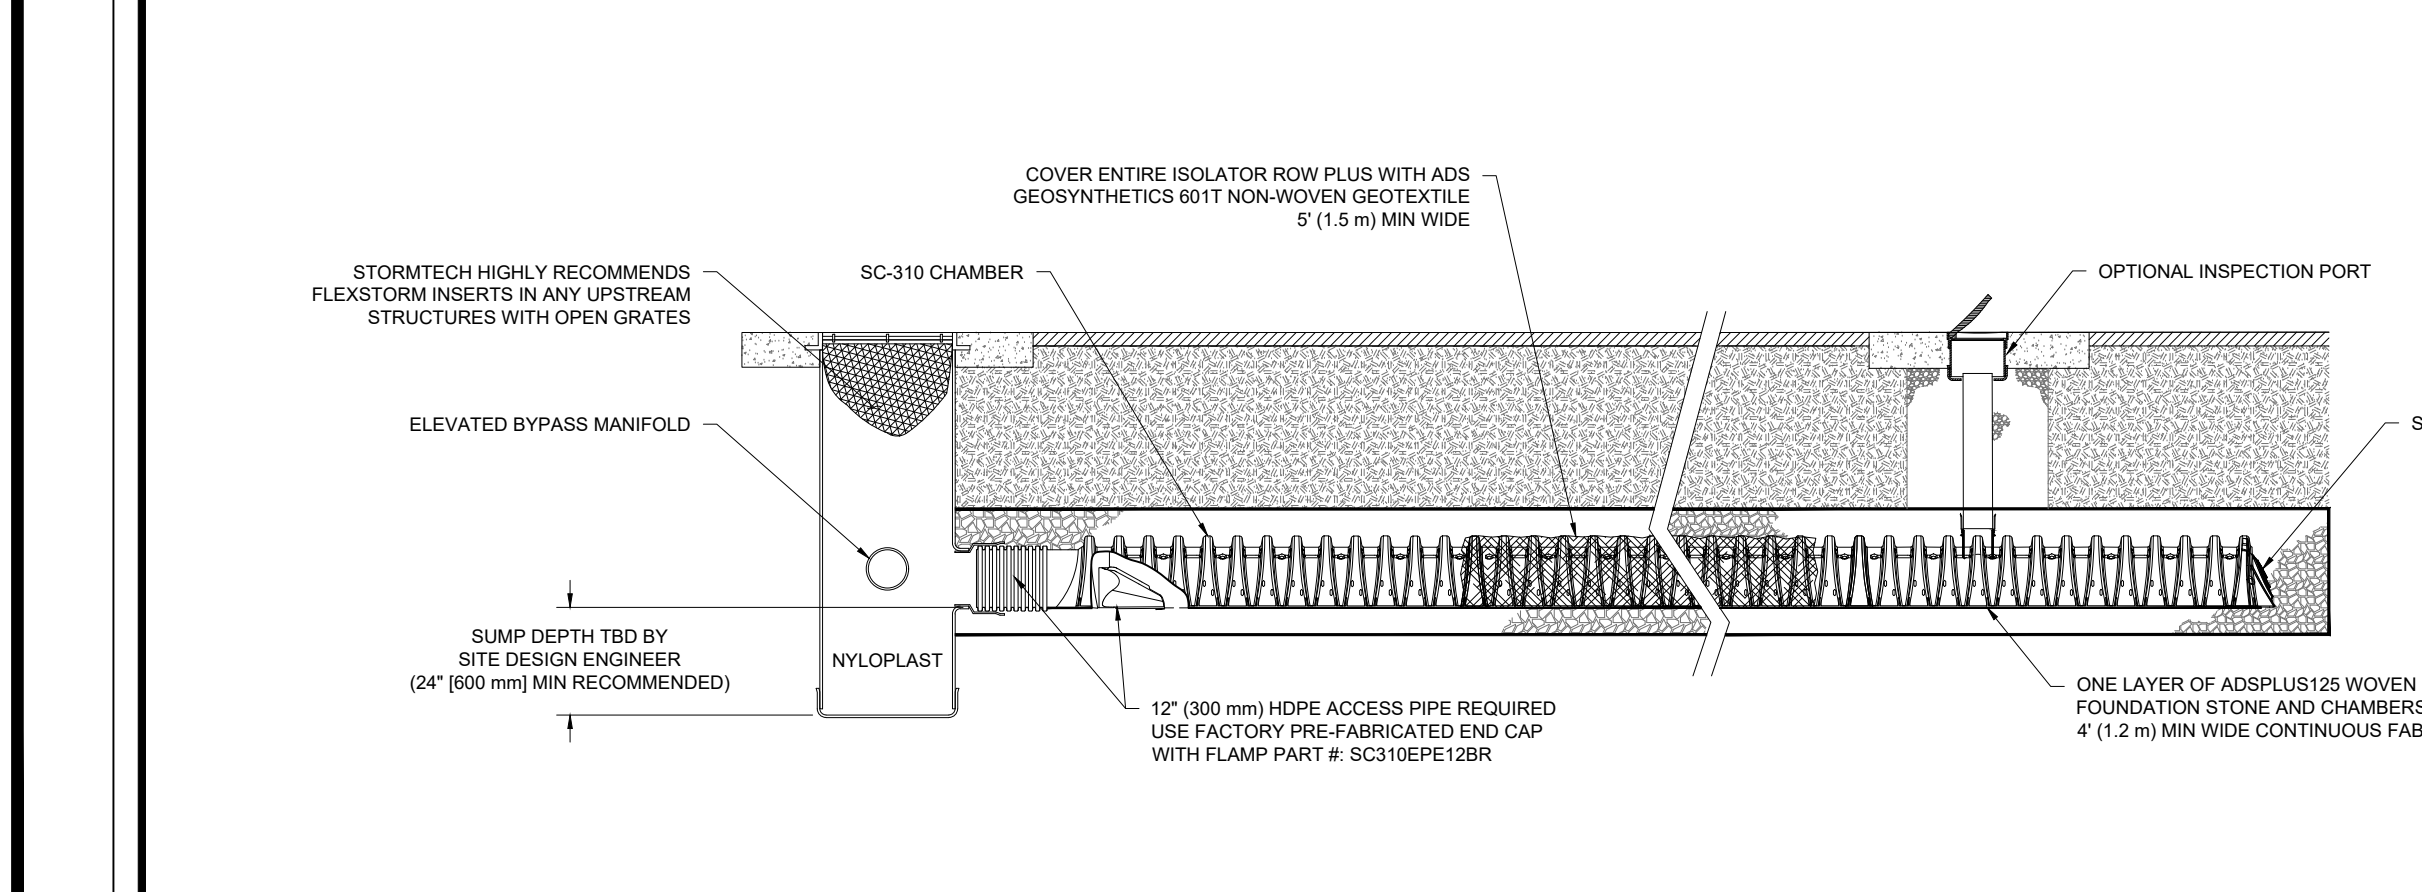 COVER ENTIRE ISOLATOR ROW PLUS WITH ADS
GEOSYNTHETICS 601T NON-WOVEN GEOTEXTILE
5' (1.5 m) MIN WIDE
STORMTECH HIGHLY RECOMMENDS
FLEXSTORM INSERTS IN ANY UPSTREAM
STRUCTURES WITH OPEN GRATES
SC-310 CHAMBER
OPTIONAL INSPECTION PORT
ELEVATED BYPASS MANIFOLD
S
SUMP DEPTH TBD BY
SITE DESIGN ENGINEER
(24" [600 mm] MIN RECOMMENDED)
NYLOPLAST
12" (300 mm) HDPE ACCESS PIPE REQUIRED
USE FACTORY PRE-FABRICATED END CAP
WITH FLAMP PART #: SC310EPE12BR
ONE LAYER OF ADSPLUS125 WOVEN
FOUNDATION STONE AND CHAMBERS
4' (1.2 m) MIN WIDE CONTINUOUS FAB